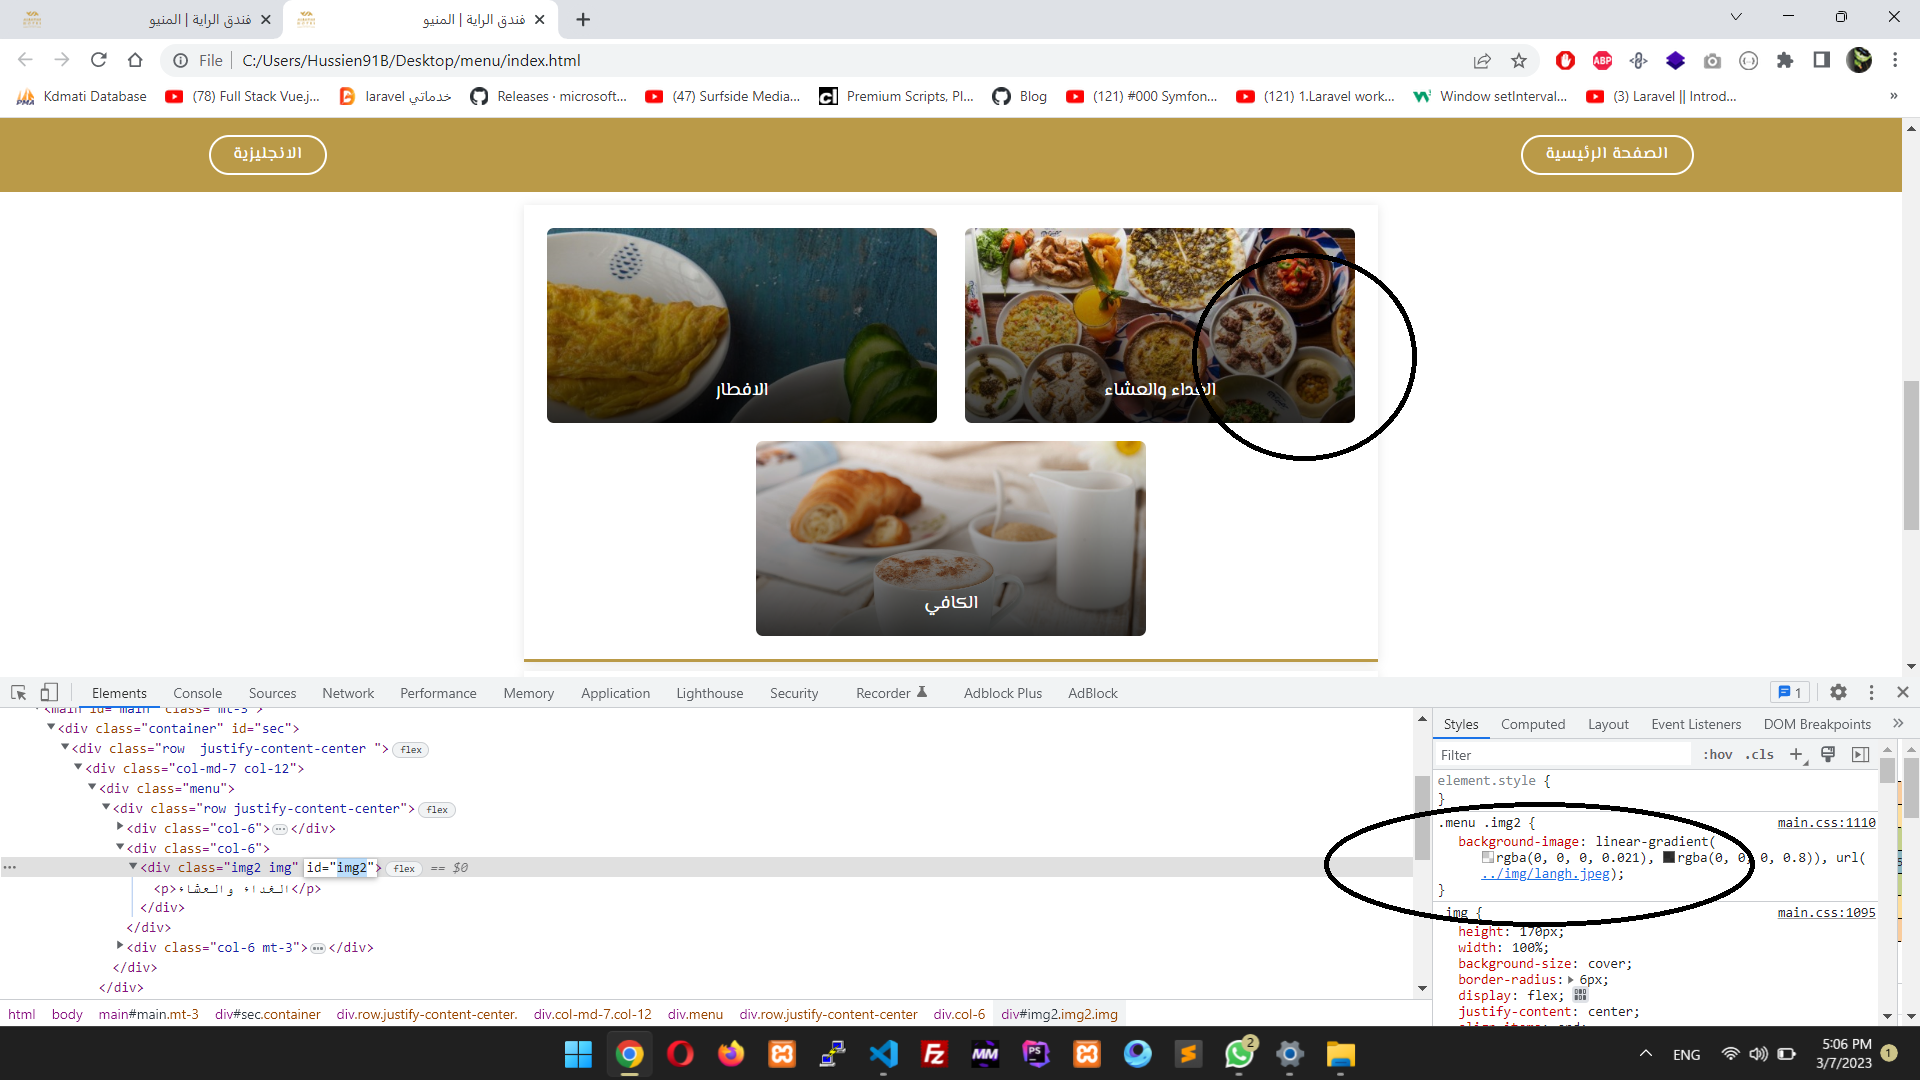 فندق الراية | المنيو
فندق الراية | المنيو
File C:/Users/Hussien91B/Desktop/menu/index.html
ABP
Kdmati Database
(78) Full Stack Vue.j...
laravel خدماتي
Releases · microsoft...
(47) Surfside Media...
Premium Scripts, Pl...
Blog
(121) #000 Symfon...
(121) 1.Laravel work...
Window setInterval...
(3) Laravel || Introd...
»
الصفحة الرئيسية
الانجليزية
الغداء والعشاء
الافطار
الكافي
Elements Console Sources Network Performance Memory Application Lighthouse Security Recorder Adblock Plus AdBlock 1
<main id="main" class="mt-3">
<div class="container" id="sec">
<div class="row  justify-content-center "> flex
<div class="col-md-7 col-12">
<div class="menu">
<div class="row justify-content-center"> flex
<div class="col-6">…</div>
<div class="col-6">
<div class="img2 img" id="img2"> flex == $0
<p>الغداء والعشاء</p>
</div>
</div>
<div class="col-6 mt-3">…</div>
</div>
</div>
html body main#main.mt-3 div#sec.container div.row.justify-content-center. div.col-md-7.col-12 div.menu div.row.justify-content-center div.col-6 div#img2.img2.img
Styles Computed Layout Event Listeners DOM Breakpoints »
Filter :hov .cls +
element.style {
}
.menu .img2 { main.css:1110
background-image: linear-gradient(
rgba(0, 0, 0, 0.021), rgba(0, 0, 0, 0.8)), url(
../img/langh.jpeg);
}
.img { main.css:1095
height: 170px;
width: 100%;
background-size: cover;
border-radius: 6px;
display: flex;
justify-content: center;
align-items: end;
2
ENG
5:06 PM
3/7/2023
1